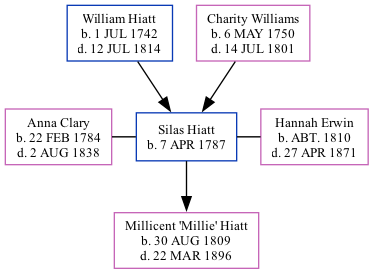 William Hiatt
b. 1 JUL 1742
d. 12 JUL 1814
Charity Williams
b. 6 MAY 1750
d. 14 JUL 1801
Anna Clary
b. 22 FEB 1784
d. 2 AUG 1838
Silas Hiatt
b. 7 APR 1787
Hannah Erwin
b. ABT. 1810
d. 27 APR 1871
Millicent 'Millie' Hiatt
b. 30 AUG 1809
d. 22 MAR 1896